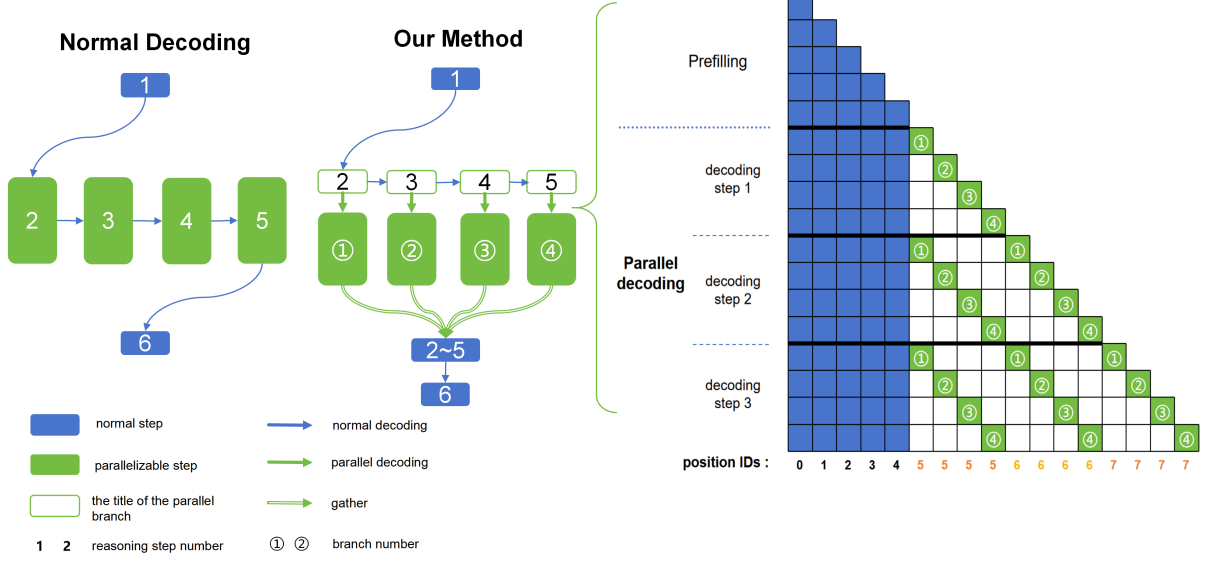 Normal Decoding
1
2 3 4 5
6
Our Method
1
2 3 4 5
① ② ③ ④
2~5
6
normal step
normal decoding
parallelizable step
parallel decoding
the title of the parallel
branch
gather
1 2 reasoning step number
① ② branch number
Prefilling
Parallel
decoding
decoding
step 1
①
②
③
④
decoding
step 2
① ①
② ②
③ ③
④ ④
decoding
step 3
① ① ①
② ② ②
③ ③ ③
④ ④ ④
position IDs : 0 1 2 3 4 5 5 5 5 6 6 6 6 7 7 7 7